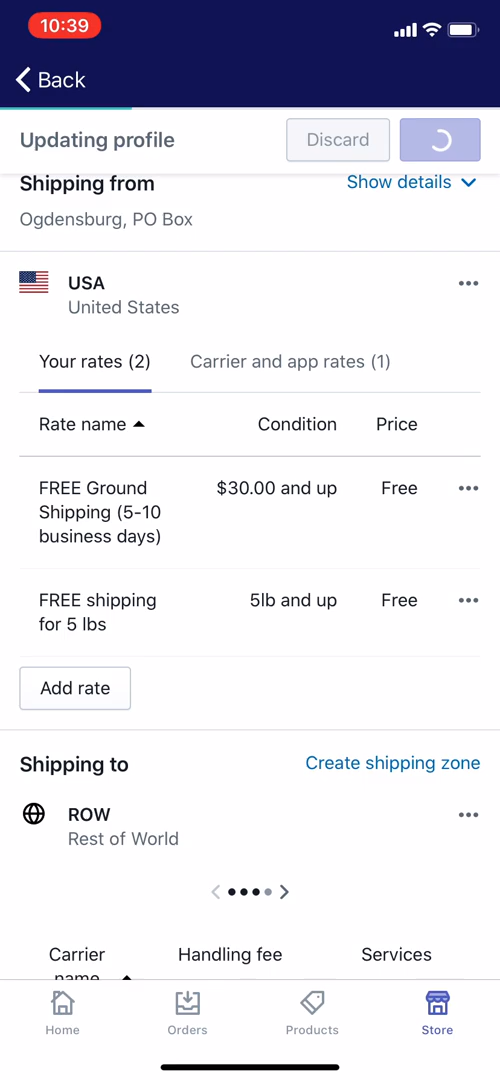 10:39
Back
Updating profile
Discard
Shipping from
Show details
Ogdensburg, PO Box
USA
United States
Your rates (2)
Carrier and app rates (1)
Rate name
Condition
Price
FREE Ground
Shipping (5-10
business days)
$30.00 and up
Free
FREE shipping
for 5 lbs
5lb and up
Free
Add rate
Shipping to
Create shipping zone
ROW
Rest of World
Carrier
name
Handling fee
Services
Home
Orders
Products
Store